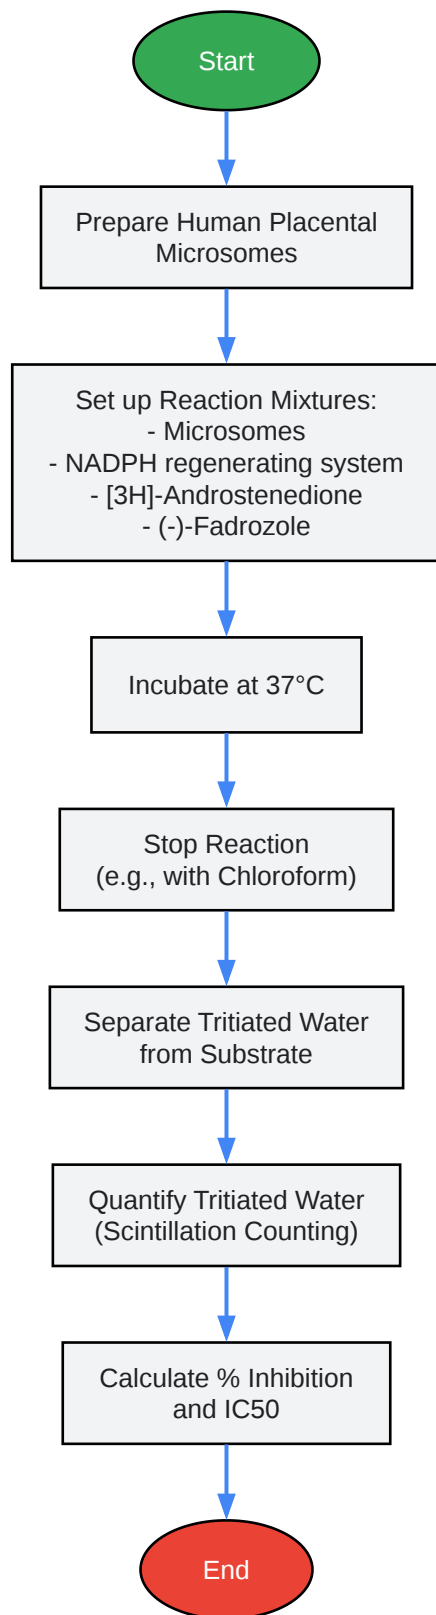 Start
Prepare Human Placental
Microsomes
Set up Reaction Mixtures:
- Microsomes
- NADPH regenerating system
- [3H]-Androstenedione
- (-)-Fadrozole
Incubate at 37°C
Stop Reaction
(e.g., with Chloroform)
Separate Tritiated Water
from Substrate
Quantify Tritiated Water
(Scintillation Counting)
Calculate % Inhibition
and IC50
End